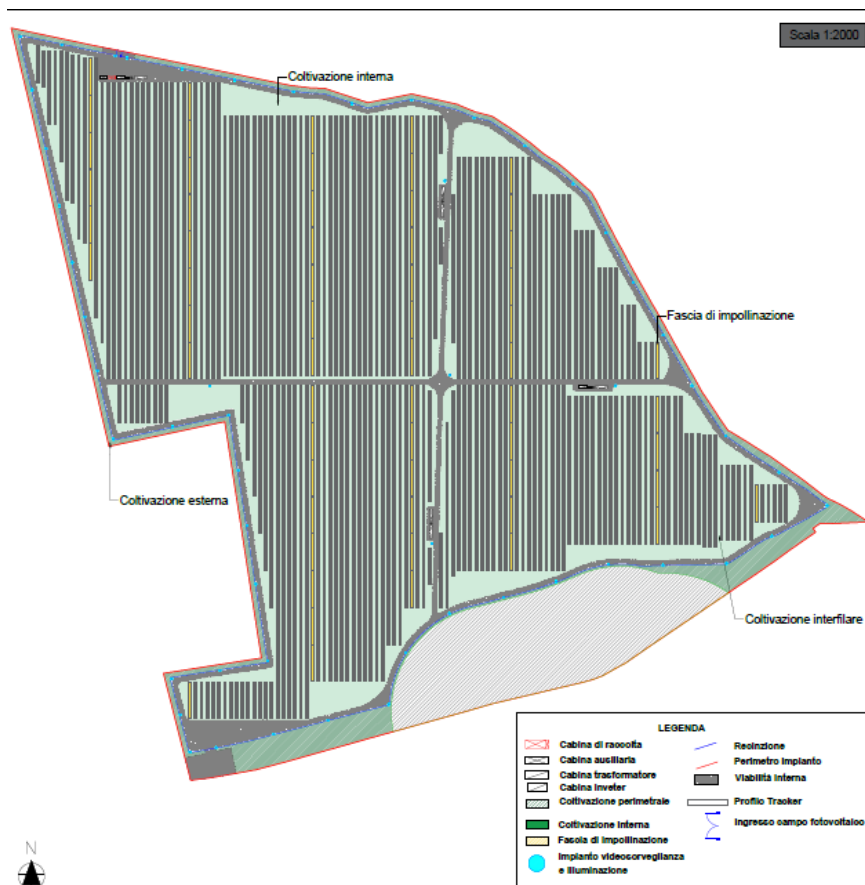 Scala 1:2000
Coltivazione interna
Fascia di impollinazione
Coltivazione esterna
Coltivazione interfilare
LEGENDA
Cabina di raccolta
Cabina ausiliaria
Cabina trasformatore
Cabina inveter
Coltivazione perimetrale
Coltivazione interna
Fascia di impollinazione
Impianto videosorveglianza
e illuminazione
Recinzione
Perimetro impianto
Viabilità interna
Profilo Tracker
Ingresso campo fotovoltaico
N